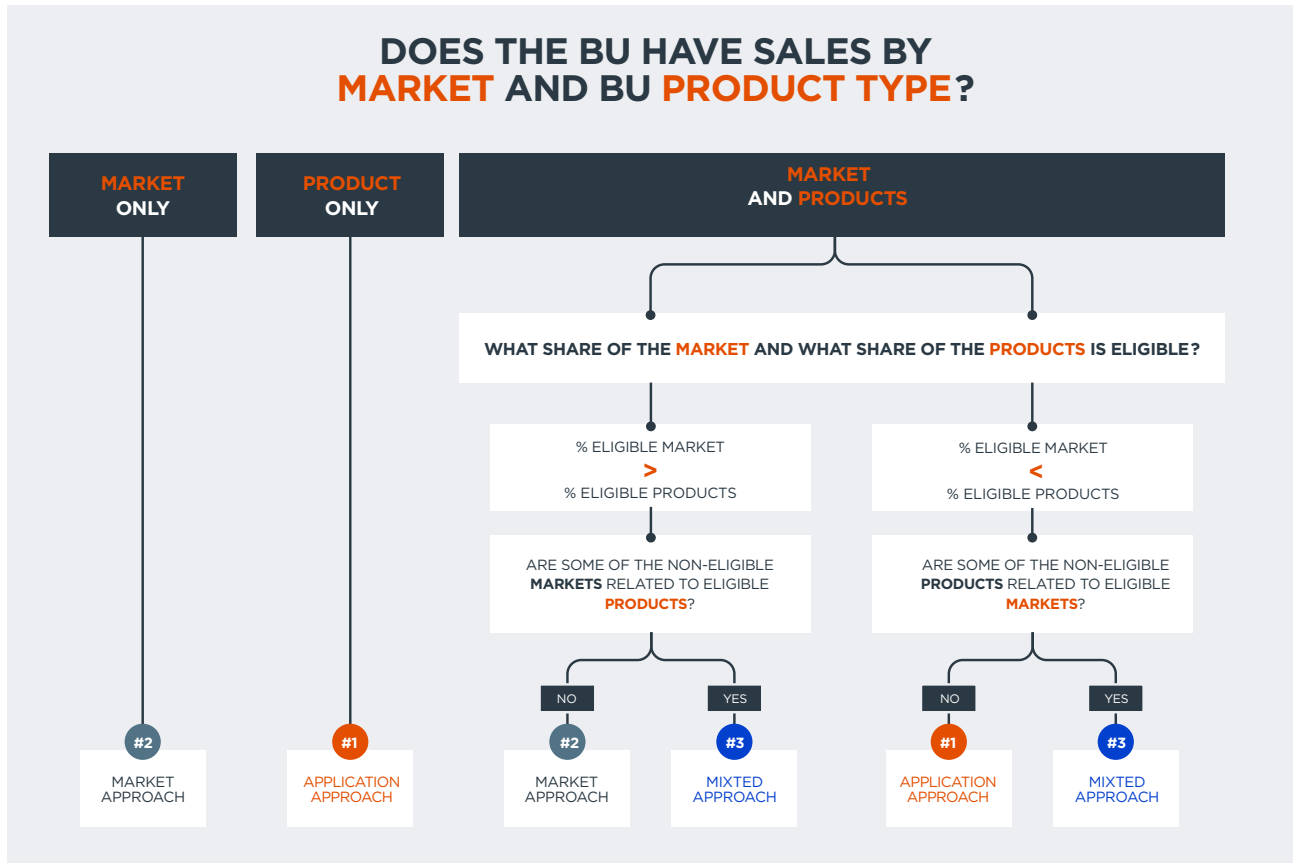 DOES THE BU HAVE SALES BY
MARKET AND BU PRODUCT TYPE?
MARKET
ONLY
PRODUCT
ONLY
MARKET
AND PRODUCTS
WHAT SHARE OF THE MARKET AND WHAT SHARE OF THE PRODUCTS IS ELIGIBLE?
% ELIGIBLE MARKET
>
% ELIGIBLE PRODUCTS
% ELIGIBLE MARKET
<
% ELIGIBLE PRODUCTS
ARE SOME OF THE NON-ELIGIBLE
MARKETS RELATED TO ELIGIBLE
PRODUCTS?
ARE SOME OF THE NON-ELIGIBLE
PRODUCTS RELATED TO ELIGIBLE
MARKETS?
NO
YES
NO
YES
#2
MARKET
APPROACH
#1
APPLICATION
APPROACH
#2
MARKET
APPROACH
#3
MIXTED
APPROACH
#1
APPLICATION
APPROACH
#3
MIXTED
APPROACH